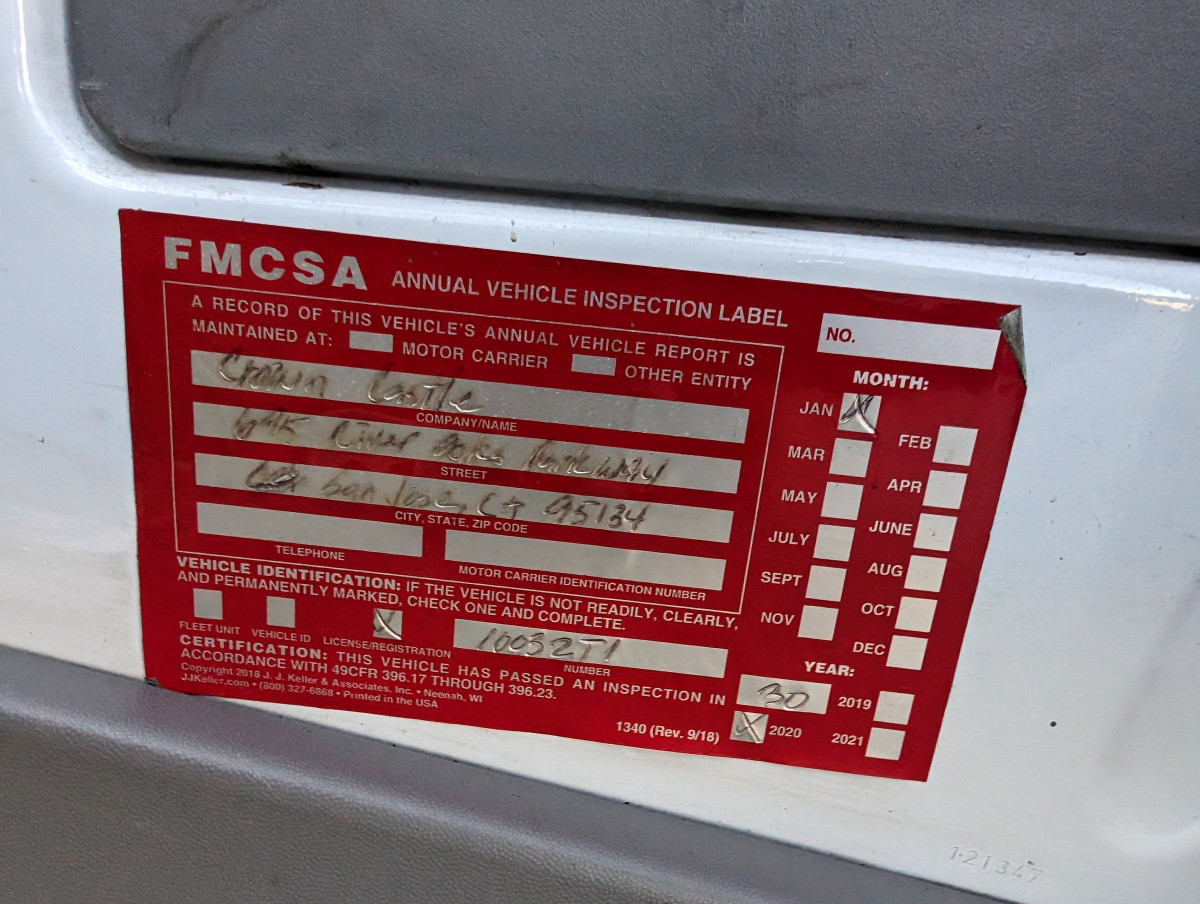 FMCSA ANNUAL VEHICLE INSPECTION LABEL
NO.
A RECORD OF THIS VEHICLE'S ANNUAL VEHICLE REPORT IS
MAINTAINED AT: MOTOR CARRIER OTHER ENTITY
Crown Castle
COMPANY/NAME
River Oaks Parkway
STREET
San Jose, CA 95134
CITY, STATE, ZIP CODE
TELEPHONE
MOTOR CARRIER IDENTIFICATION NUMBER
VEHICLE IDENTIFICATION: IF THE VEHICLE IS NOT READILY, CLEARLY,
AND PERMANENTLY MARKED, CHECK ONE AND COMPLETE.
FLEET UNIT VEHICLE ID LICENSE/REGISTRATION
10032T1
NUMBER
CERTIFICATION: THIS VEHICLE HAS PASSED AN INSPECTION IN
ACCORDANCE WITH 49CFR 396.17 THROUGH 396.23.
Copyright 2018 J. J. Keller & Associates, Inc. • Neenah, WI
JJKeller.com • (800) 327-6868 • Printed in the USA
1340 (Rev. 9/18)
MONTH:
JAN X FEB
MAR APR
MAY JUNE
JULY AUG
SEPT OCT
NOV DEC
YEAR:
30 2019
X 2020 2021
121347